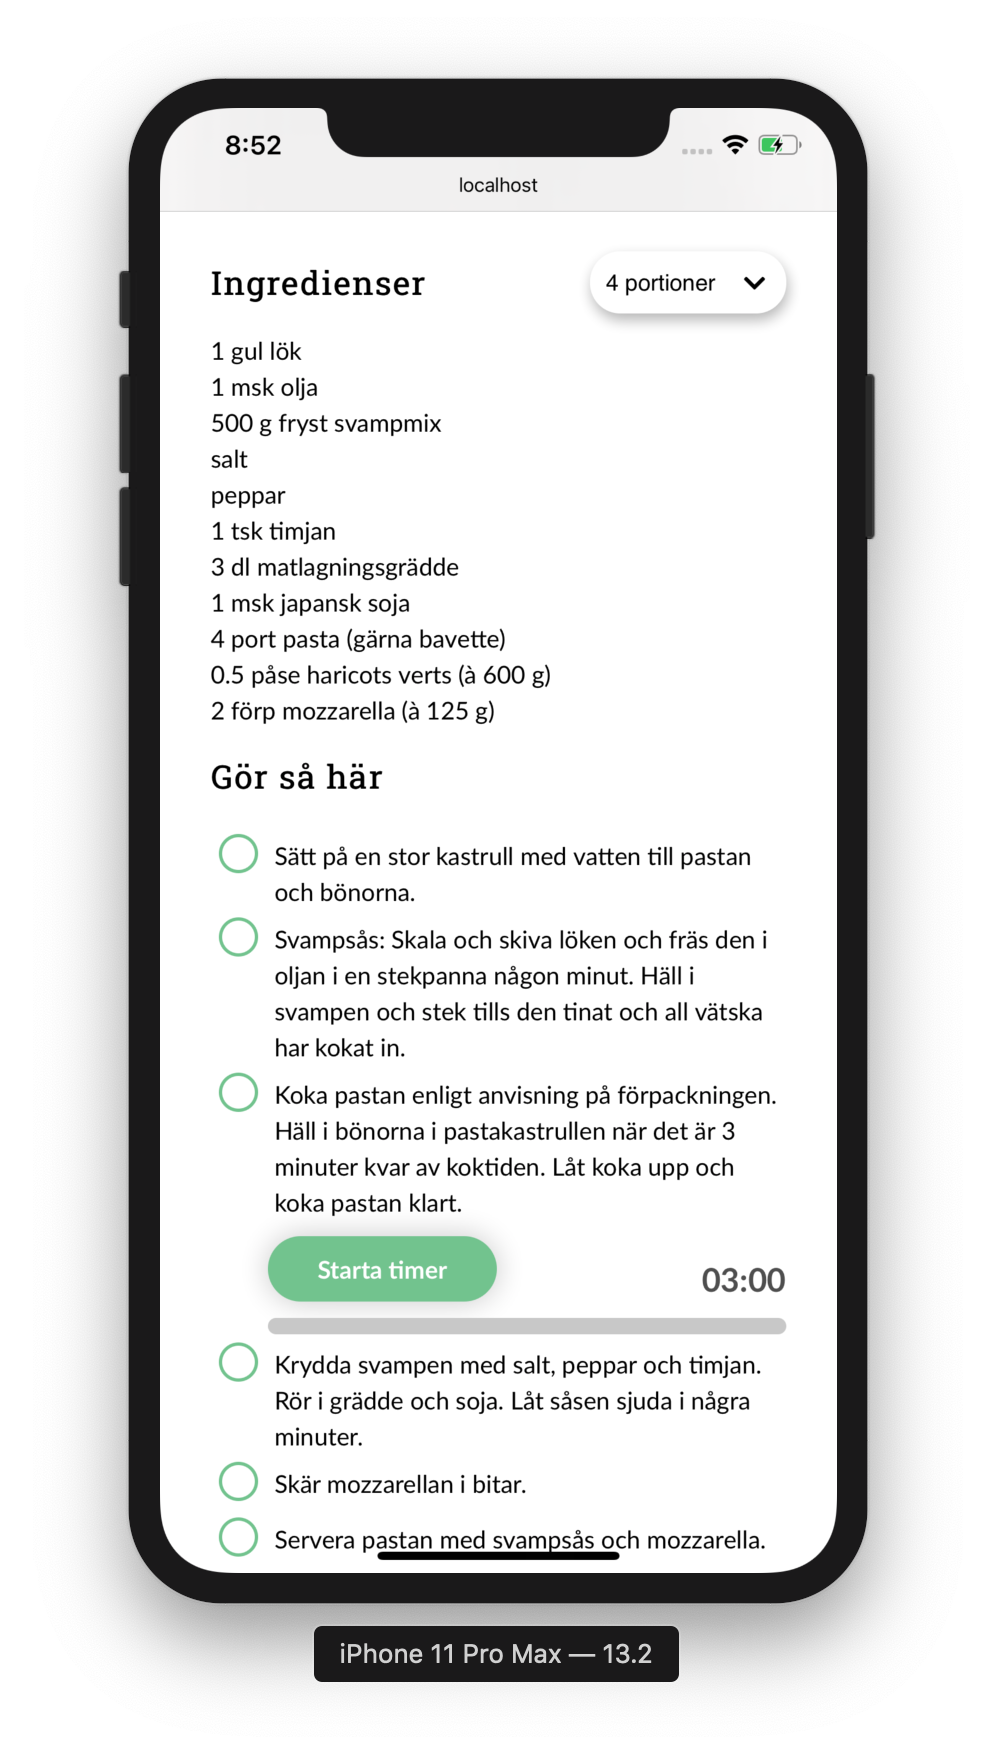 8:52
localhost
Ingredienser
4 portioner
1 gul lök
1 msk olja
500 g fryst svampmix
salt
peppar
1 tsk timjan
3 dl matlagningsgrädde
1 msk japansk soja
4 port pasta (gärna bavette)
0.5 påse haricots verts (à 600 g)
2 förp mozzarella (à 125 g)
Gör så här
Sätt på en stor kastrull med vatten till pastan
och bönorna.
Svampsås: Skala och skiva löken och fräs den i
oljan i en stekpanna någon minut. Häll i
svampen och stek tills den tinat och all vätska
har kokat in.
Koka pastan enligt anvisning på förpackningen.
Häll i bönorna i pastakastrullen när det är 3
minuter kvar av koktiden. Låt koka upp och
koka pastan klart.
Starta timer
03:00
Krydda svampen med salt, peppar och timjan.
Rör i grädde och soja. Låt såsen sjuda i några
minuter.
Skär mozzarellan i bitar.
Servera pastan med svampsås och mozzarella.
iPhone 11 Pro Max — 13.2